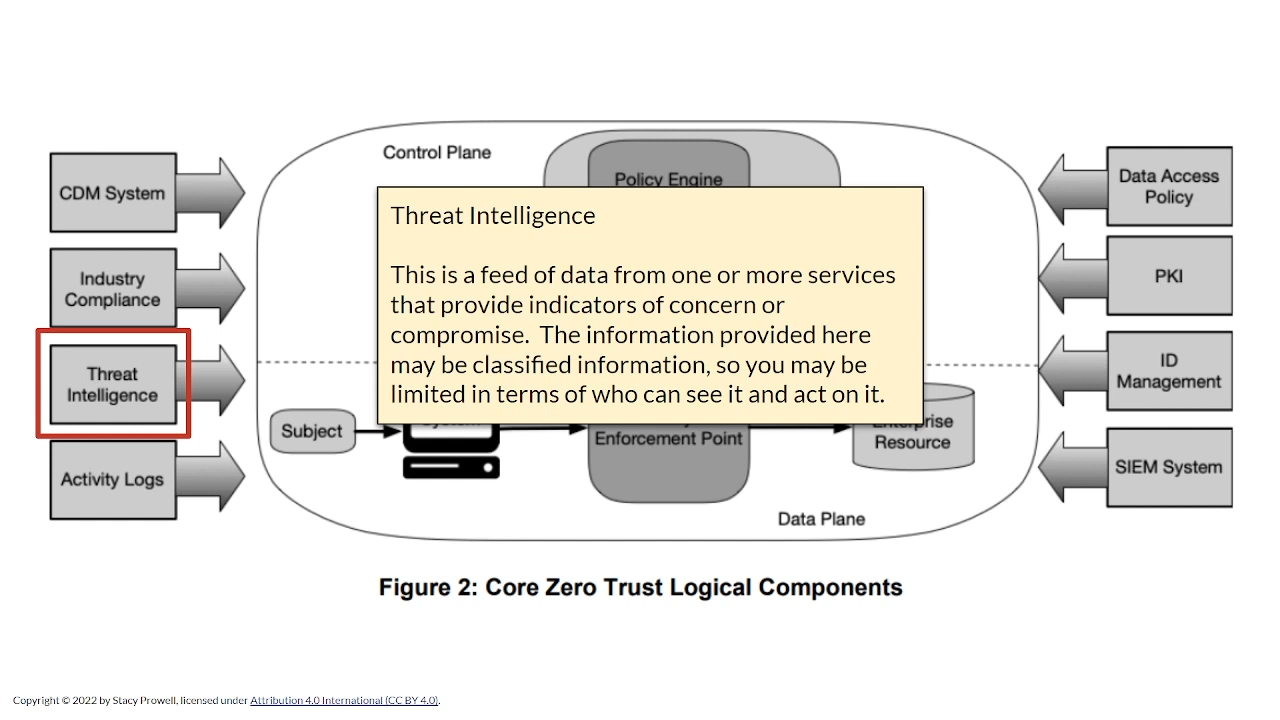 Control Plane
Policy Engine
CDM System
Industry
Compliance
Threat
Intelligence
Activity Logs
Threat Intelligence
This is a feed of data from one or more services
that provide indicators of concern or
compromise.  The information provided here
may be classified information, so you may be
limited in terms of who can see it and act on it.
Data Access
Policy
PKI
ID
Management
SIEM System
Subject
Enforcement Point
Enterprise
Resource
Data Plane
Figure 2: Core Zero Trust Logical Components
Copyright © 2022 by Stacy Prowell, licensed under Attribution 4.0 International (CC BY 4.0).